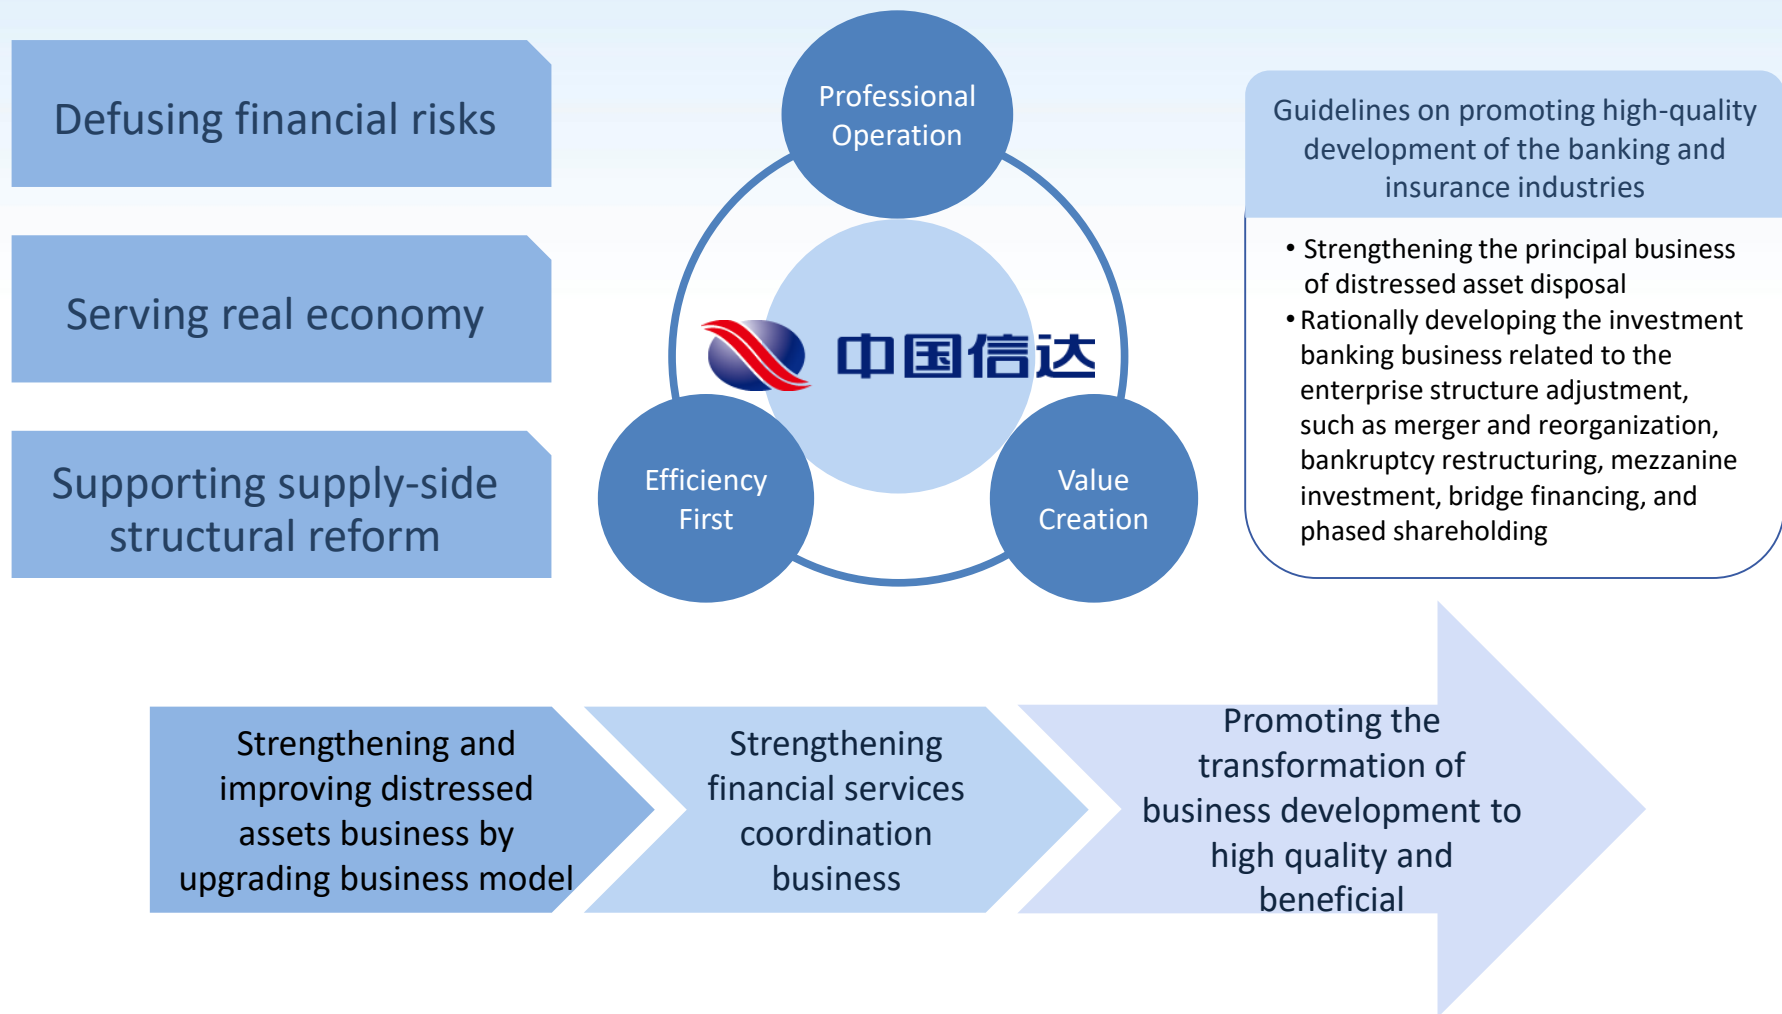 Defusing financial risks
Serving real economy
Supporting supply-side
structural reform
Professional
Operation
中国信达
Efficiency
First
Value
Creation
Guidelines on promoting high-quality
development of the banking and
insurance industries
• Strengthening the principal business
of distressed asset disposal
• Rationally developing the investment
banking business related to the
enterprise structure adjustment,
such as merger and reorganization,
bankruptcy restructuring, mezzanine
investment, bridge financing, and
phased shareholding
Strengthening and
improving distressed
assets business by
upgrading business model
Strengthening
financial services
coordination
business
Promoting the
transformation of
business development to
high quality and
beneficial